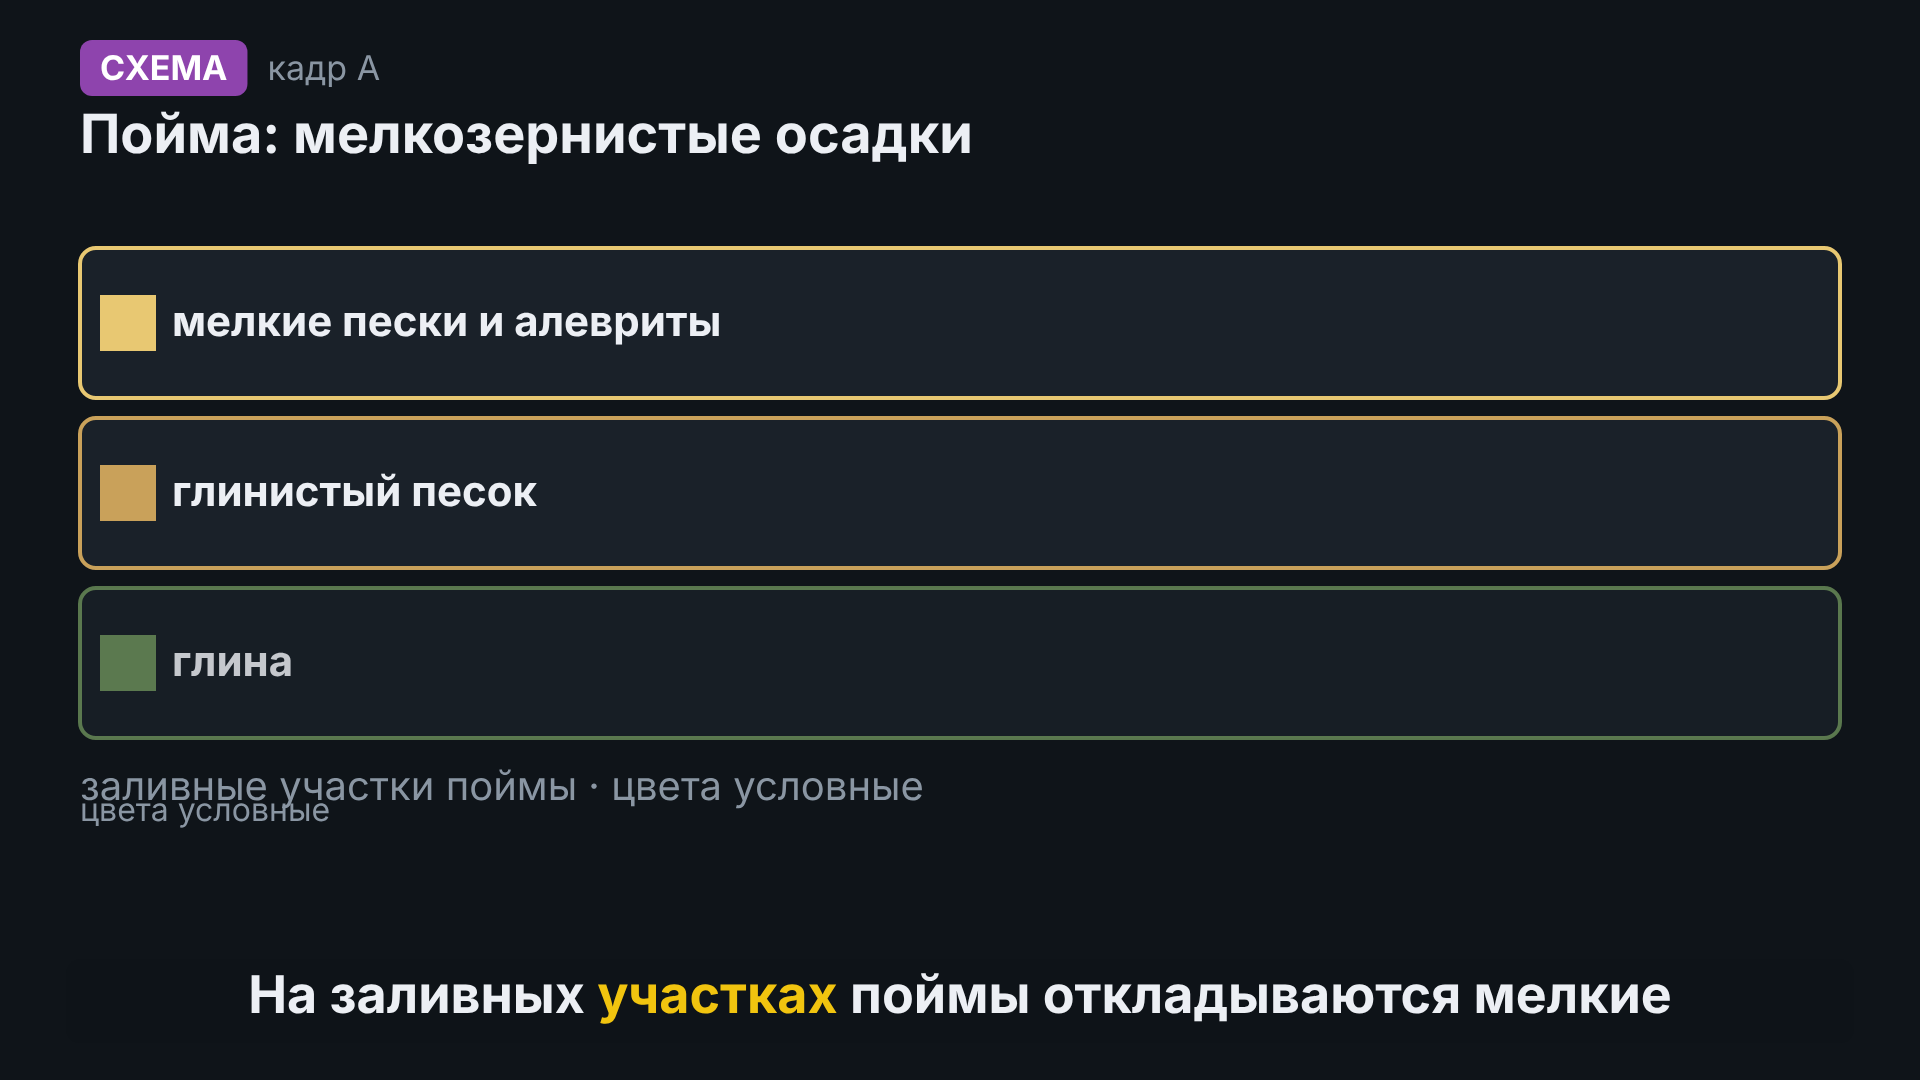 СХЕМА кадр А
Пойма: мелкозернистые осадки
мелкие пески и алевриты
глинистый песок
глина
заливные участки поймы · цвета условные
цвета условные
На заливных участках поймы откладываются мелкие